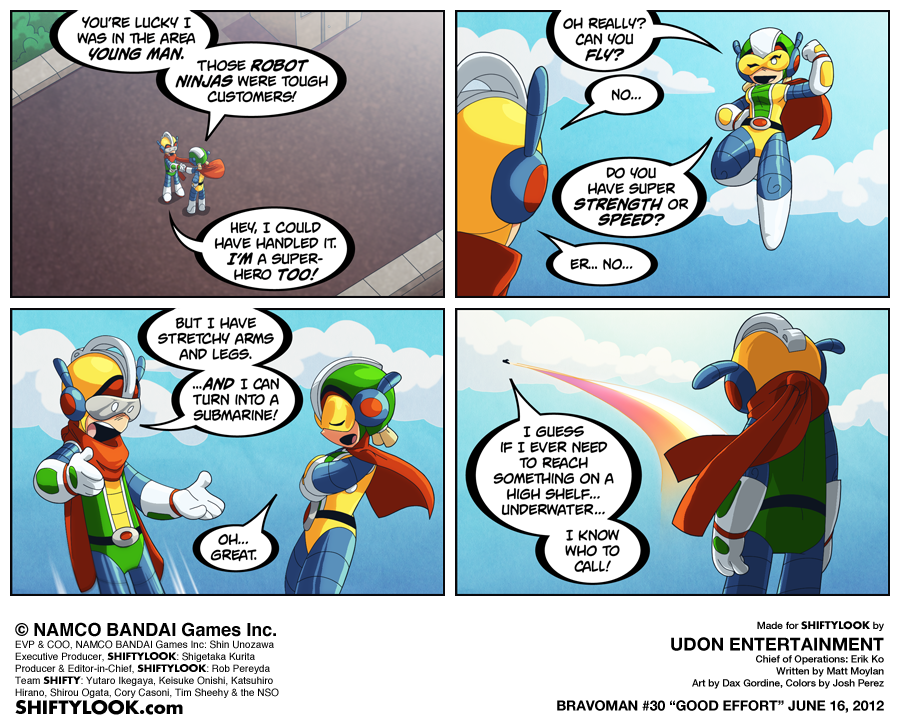 YOU'RE LUCKY I
WAS IN THE AREA
YOUNG MAN.
THOSE ROBOT
NINJAS WERE TOUGH
CUSTOMERS!
HEY, I COULD
HAVE HANDLED IT.
I'M A SUPER-
HERO TOO!
OH REALLY?
CAN YOU
FLY?
NO...
DO YOU
HAVE SUPER
STRENGTH OR
SPEED?
ER... NO...
BUT I HAVE
STRETCHY ARMS
AND LEGS.
...AND I CAN
TURN INTO A
SUBMARINE!
OH...
GREAT.
I GUESS
IF I EVER NEED
TO REACH
SOMETHING ON A
HIGH SHELF...
UNDERWATER...
I KNOW
WHO TO
CALL!
© NAMCO BANDAI Games Inc.
EVP & COO, NAMCO BANDAI Games Inc: Shin Unozawa
Executive Producer, SHIFTYLOOK: Shigetaka Kurita
Producer & Editor-in-Chief, SHIFTYLOOK: Rob Pereyda
Team SHIFTY: Yutaro Ikegaya, Keisuke Onishi, Katsuhiro
Hirano, Shirou Ogata, Cory Casoni, Tim Sheehy & the NSO
SHIFTYLOOK.com
Made for SHIFTYLOOK by
UDON ENTERTAINMENT
Chief of Operations: Erik Ko
Written by Matt Moylan
Art by Dax Gordine, Colors by Josh Perez
BRAVOMAN #30 “GOOD EFFORT” JUNE 16, 2012